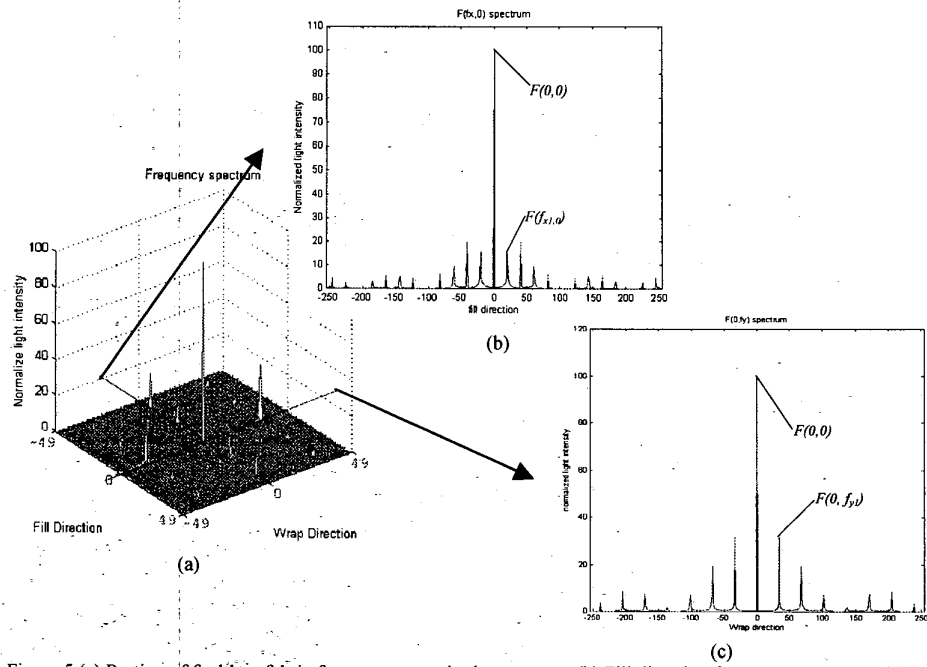 F(fx,0) spectrum
110
100
90
80
70
60
50
40
30
20
10
0
Normalized light intensity
F(0,0)
F(fx1,0)
-250 -200 -150 -100 -50 0 50 100 150 200 250
fill direction
(b)
Frequency spectrum
100
80
60
40
20
0
Normalize light intensity
-49
0
49
-49
0
49
Fill Direction
Wrap Direction
(a)
F(0,fy) spectrum
120
100
80
60
40
20
0
normalized light intensity
F(0,0)
F(0, fy1)
-250 -200 -150 -100 -50 0 50 100 150 200 250
Wrap direction
(c)